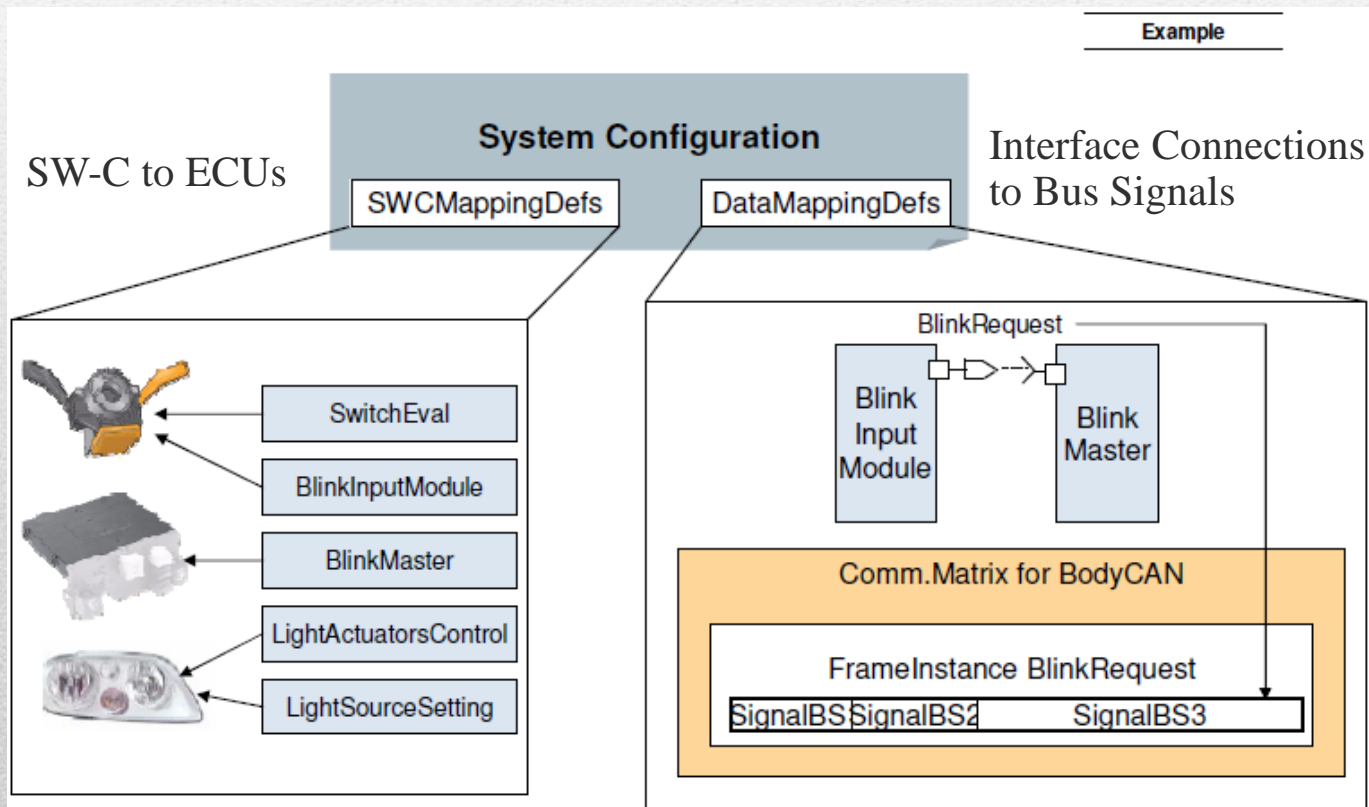 Example
System Configuration
SW-C to ECUs
Interface Connections
to Bus Signals
SWCMappingDefs
DataMappingDefs
SwitchEval
BlinkInputModule
BlinkMaster
LightActuatorsControl
LightSourceSetting
BlinkRequest
Blink
Input
Module
Blink
Master
Comm.Matrix for BodyCAN
FrameInstance BlinkRequest
SignalBS SignalBS2 SignalBS3